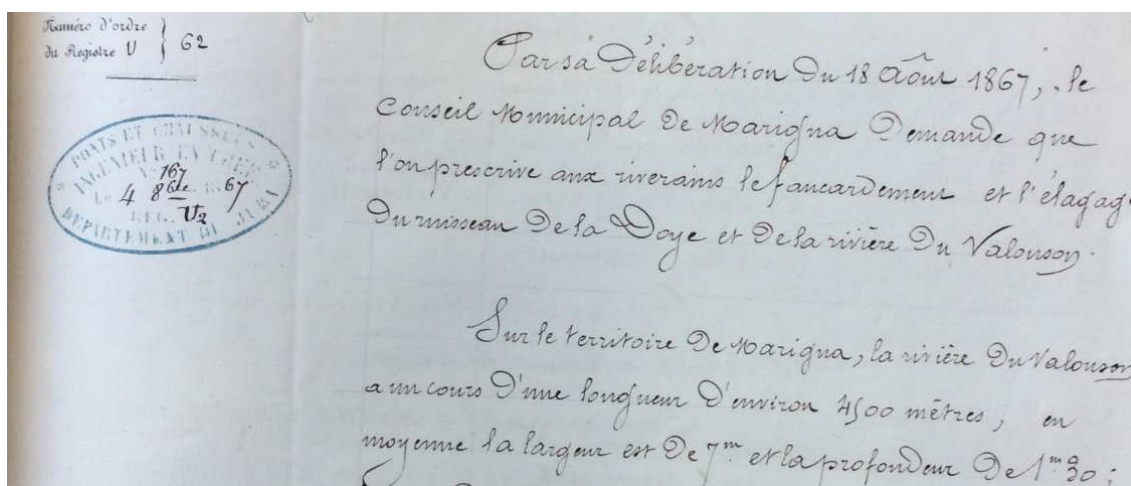 Numéro d'ordre
du Registre U } 62
PONTS ET CHAUSSÉES
INGÉNIEUR EN CHEF
N° 167
Le 4 8bre 1867
REG. U2
DÉPARTEMENT DU JURA
Par sa Délibération du 18 Août 1867, le
Conseil Municipal de Marigna Demande que
l'on prescrive aux riverains le faucardement et l'élagage
Du ruisseau De la Doye et De la rivière Du Valouson.
Sur le territoire De Marigna, la rivière Du Valouson
a un cours D'une longueur D'environ 4500 mètres, en
moyenne la largeur est De 7m et la profondeur De 1m 20 ;